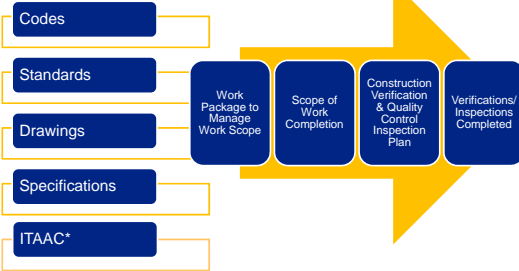 Codes
Standards
Drawings
Specifications
ITAAC*
Work
Package to
Manage
Work Scope
Scope of
Work
Completion
Construction
Verification
& Quality
Control
Inspection
Plan
Verifications/
Inspections
Completed